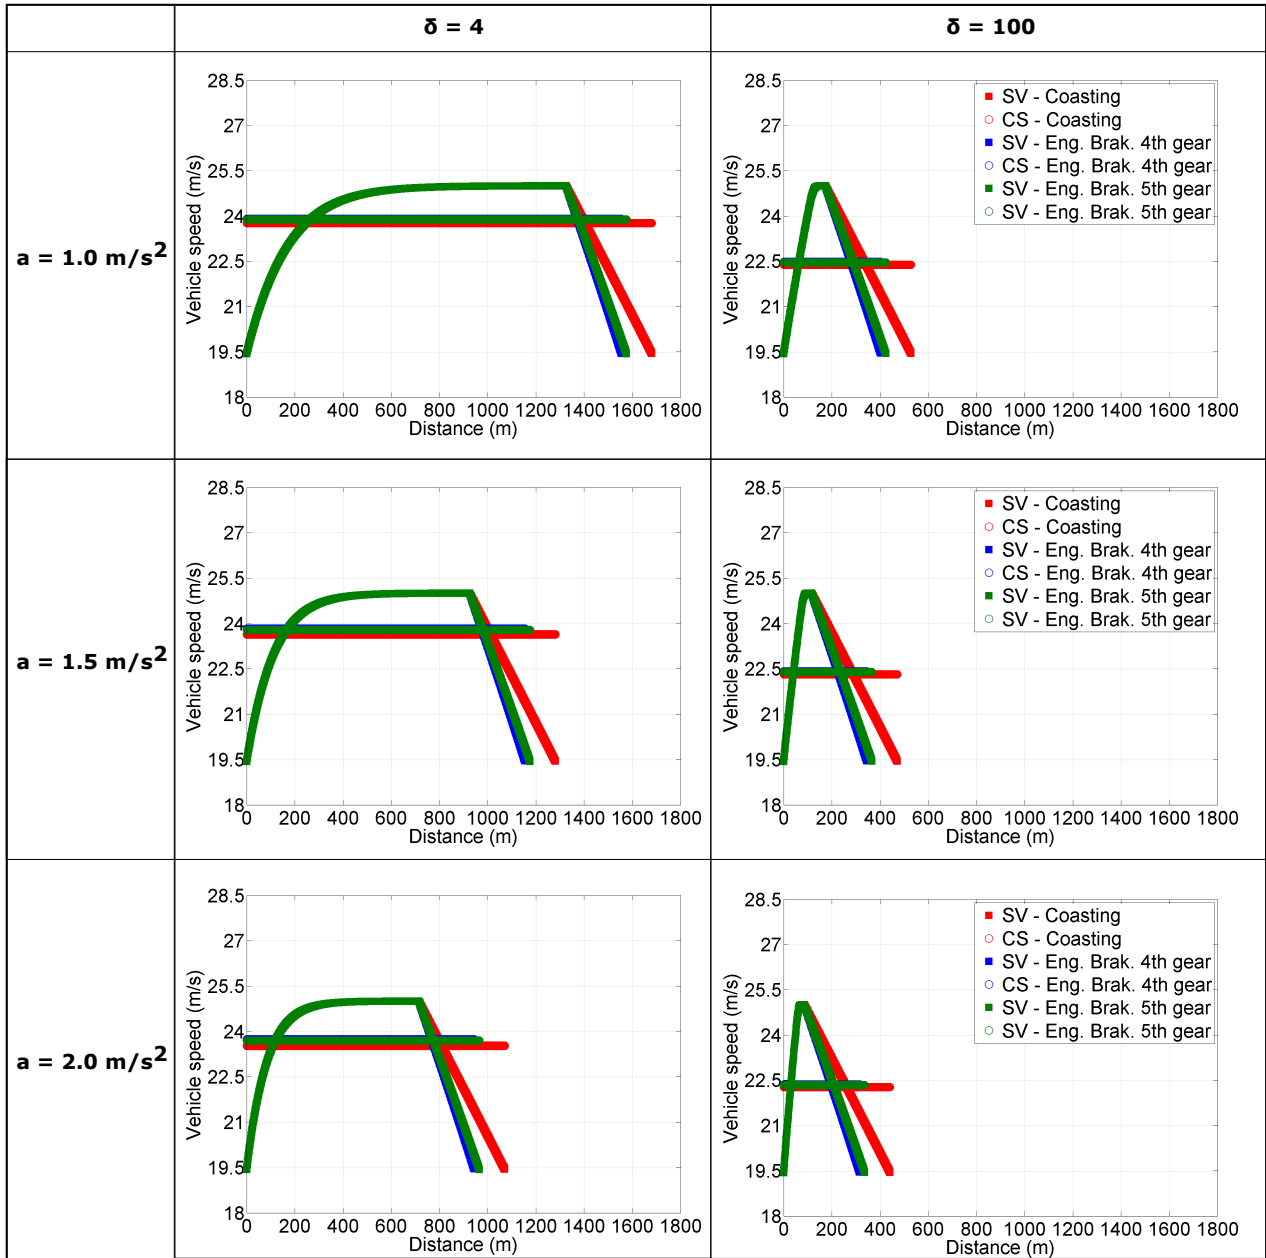 δ = 4
δ = 100
a = 1.0 m/s2
28.5
27
25.5
24
22.5
21
19.5
18
Vehicle speed (m/s)
0 200 400 600 800 1000 1200 1400 1600 1800
Distance (m)
28.5
27
25.5
24
22.5
21
19.5
18
Vehicle speed (m/s)
0 200 400 600 800 1000 1200 1400 1600 1800
Distance (m)
SV - Coasting
CS - Coasting
SV - Eng. Brak. 4th gear
CS - Eng. Brak. 4th gear
SV - Eng. Brak. 5th gear
SV - Eng. Brak. 5th gear
a = 1.5 m/s2
28.5
27
25.5
24
22.5
21
19.5
18
Vehicle speed (m/s)
0 200 400 600 800 1000 1200 1400 1600 1800
Distance (m)
28.5
27
25.5
24
22.5
21
19.5
18
Vehicle speed (m/s)
0 200 400 600 800 1000 1200 1400 1600 1800
Distance (m)
SV - Coasting
CS - Coasting
SV - Eng. Brak. 4th gear
CS - Eng. Brak. 4th gear
SV - Eng. Brak. 5th gear
SV - Eng. Brak. 5th gear
a = 2.0 m/s2
28.5
27
25.5
24
22.5
21
19.5
18
Vehicle speed (m/s)
0 200 400 600 800 1000 1200 1400 1600 1800
Distance (m)
28.5
27
25.5
24
22.5
21
19.5
18
Vehicle speed (m/s)
0 200 400 600 800 1000 1200 1400 1600 1800
Distance (m)
SV - Coasting
CS - Coasting
SV - Eng. Brak. 4th gear
CS - Eng. Brak. 4th gear
SV - Eng. Brak. 5th gear
SV - Eng. Brak. 5th gear